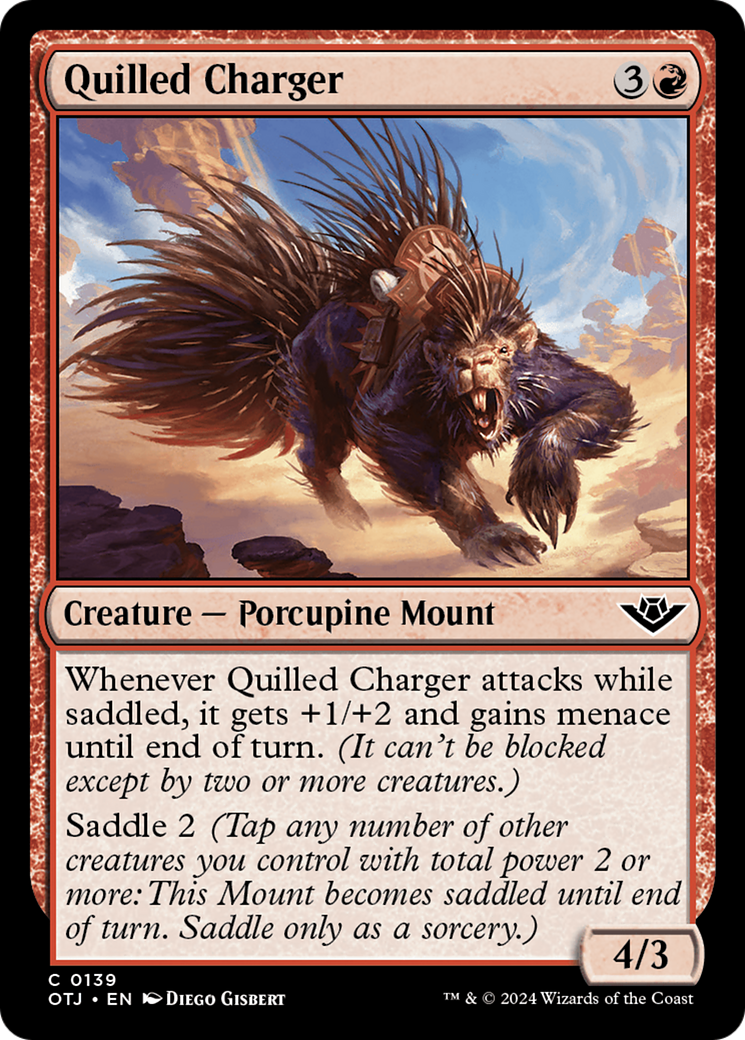 Quilled Charger 3
Creature — Porcupine Mount
Whenever Quilled Charger attacks while
saddled, it gets +1/+2 and gains menace
until end of turn. (It can't be blocked
except by two or more creatures.)
Saddle 2 (Tap any number of other
creatures you control with total power 2 or
more: This Mount becomes saddled until end
of turn. Saddle only as a sorcery.)
4/3
C 0139
OTJ • EN Diego Gisbert
™ & © 2024 Wizards of the Coast